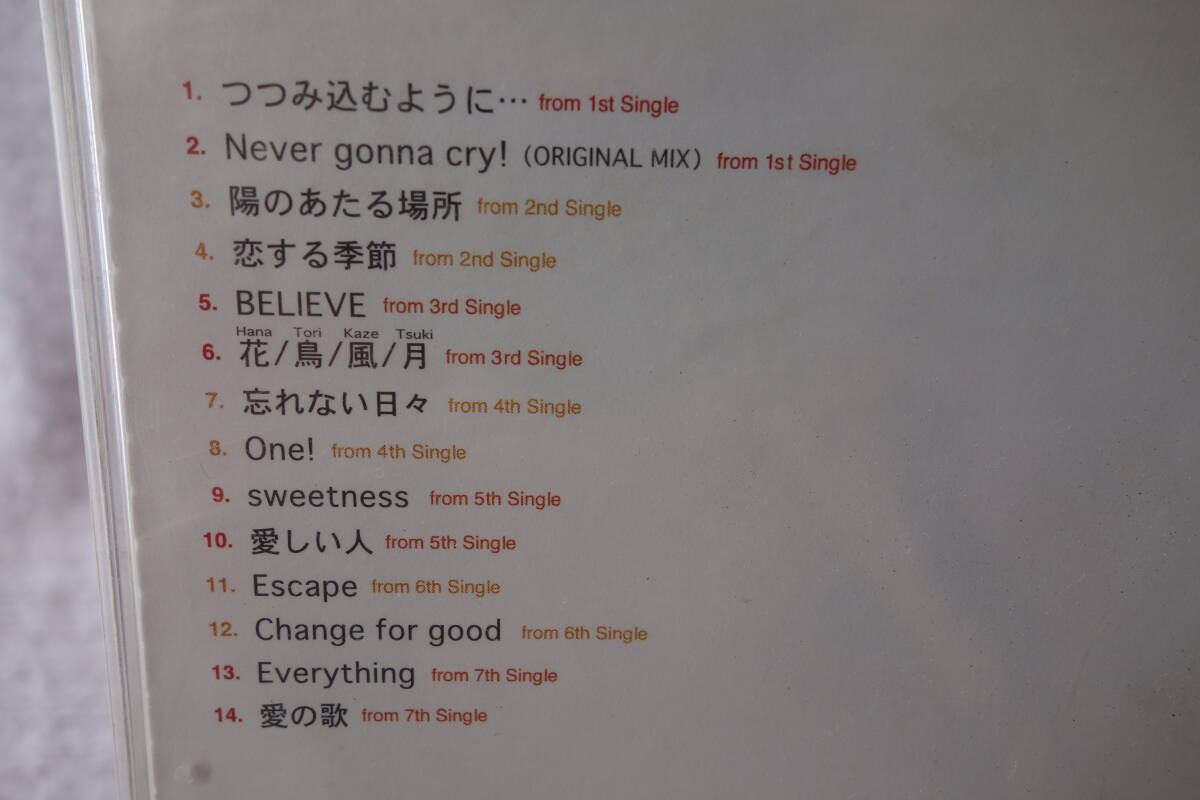 1. つつみ込むように… from 1st Single
2. Never gonna cry! (ORIGINAL MIX) from 1st Single
3. 陽のあたる場所 from 2nd Single
4. 恋する季節 from 2nd Single
5. BELIEVE from 3rd Single
Hana Tori Kaze Tsuki
6. 花/鳥/風/月 from 3rd Single
7. 忘れない日々 from 4th Single
8. One! from 4th Single
9. sweetness from 5th Single
10. 愛しい人 from 5th Single
11. Escape from 6th Single
12. Change for good from 6th Single
13. Everything from 7th Single
14. 愛の歌 from 7th Single